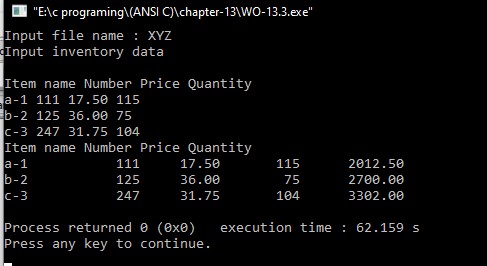 "E:\c programing\(ANSI C)\chapter-13\WO-13.3.exe"
Input file name : XYZ
Input inventory data
Item name Number Price Quantity
a-1 111 17.50 115
b-2 125 36.00 75
c-3 247 31.75 104
Item name Number Price Quantity
a-1 111 17.50 115 2012.50
b-2 125 36.00 75 2700.00
c-3 247 31.75 104 3302.00
Process returned 0 (0x0) execution time : 62.159 s
Press any key to continue.